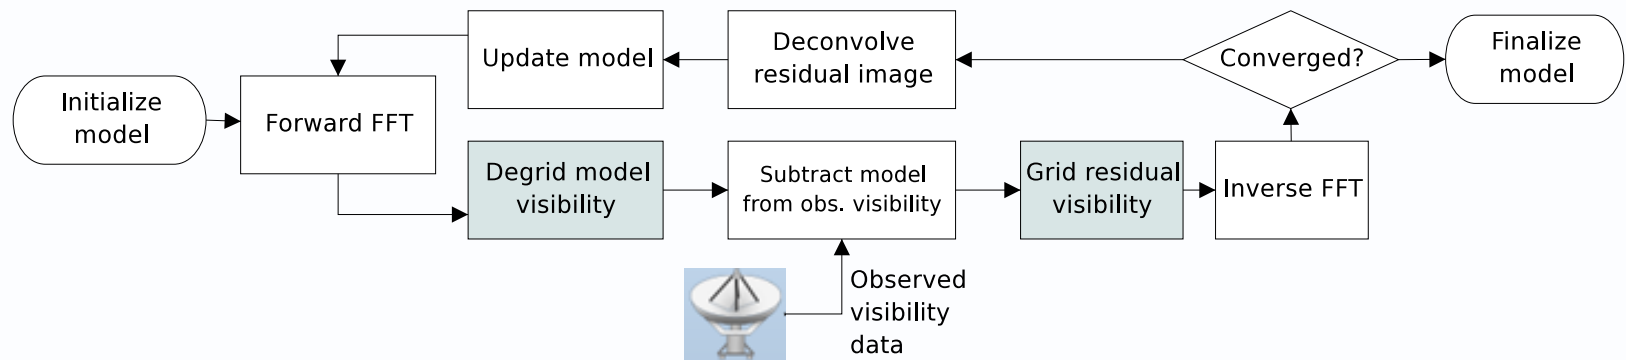 Initialize
model
Forward FFT
Update model
Deconvolve
residual image
Converged?
Finalize
model
Degrid model
visibility
Subtract model
from obs. visibility
Grid residual
visibility
Inverse FFT
Observed
visibility
data